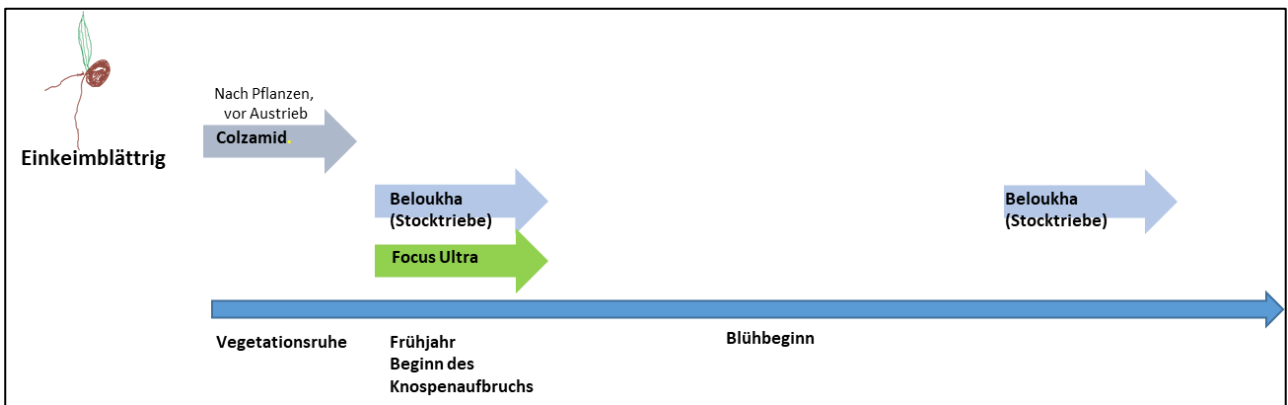 Nach Pflanzen,
vor Austrieb
Colzamid.
Einkeimblättrig
Beloukha
(Stocktriebe)
Beloukha
(Stocktriebe)
Focus Ultra
Vegetationsruhe
Frühjahr
Beginn des
Knospenaufbruchs
Blühbeginn